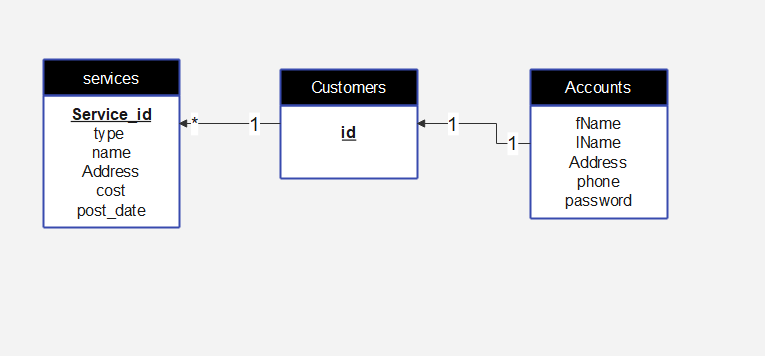 services
Service_id
type
name
Address
cost
post_date
*
1
Customers
id
1
1
Accounts
fName
lName
Address
phone
password